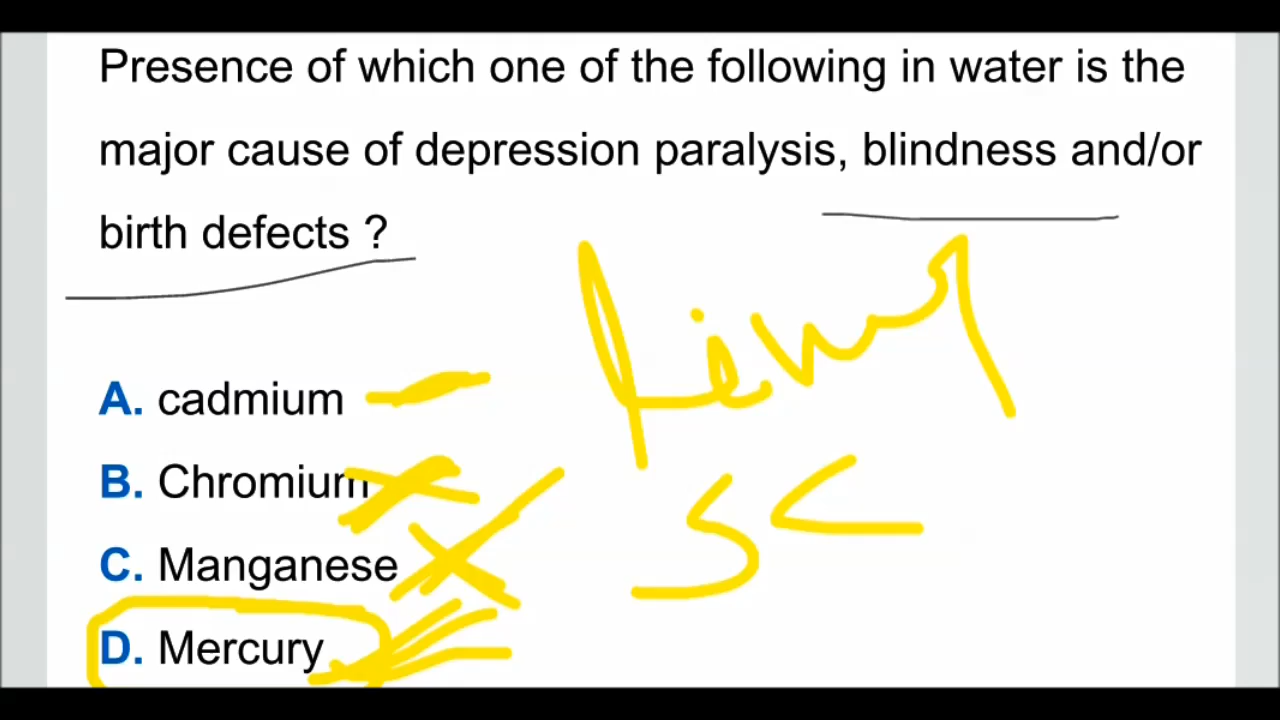 Presence of which one of the following in water is the
major cause of depression paralysis, blindness and/or
birth defects ?
A. cadmium
B. Chromium
C. Manganese
D. Mercury